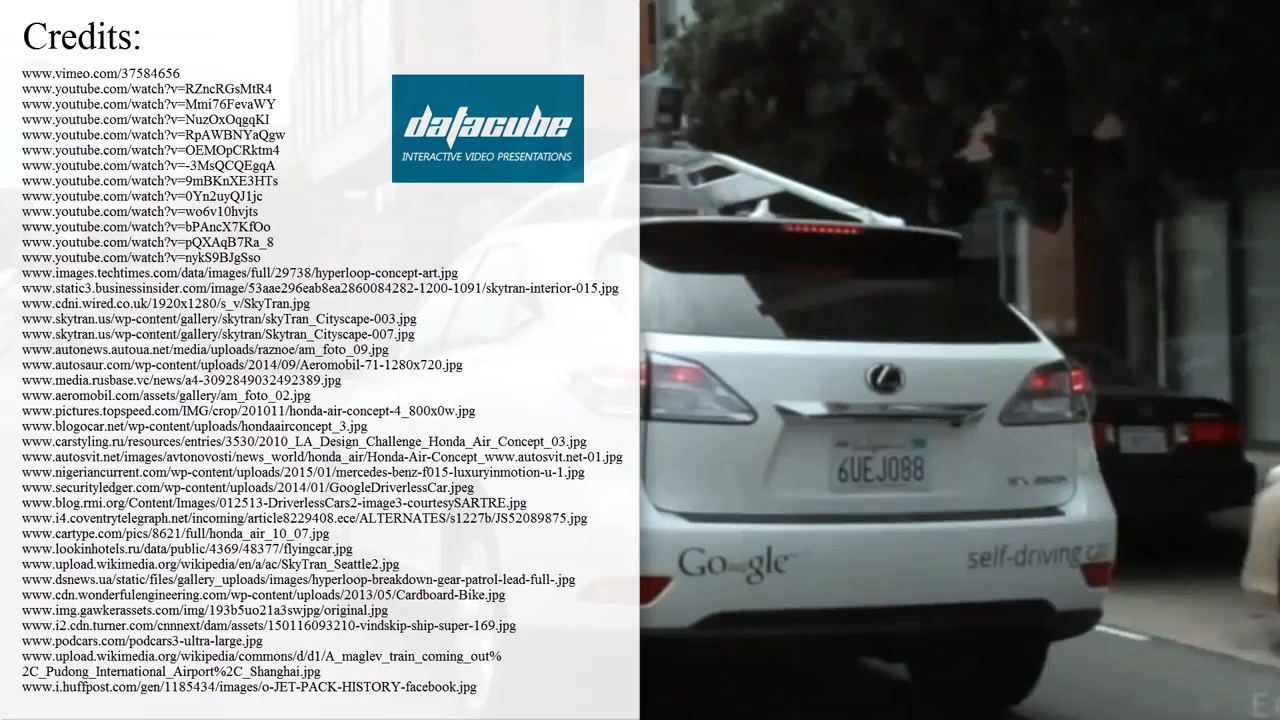 Credits:
www.vimeo.com/37584656
www.youtube.com/watch?v=RZncRGsMtR4
www.youtube.com/watch?v=Mmi76FevaWY
www.youtube.com/watch?v=NuzOxOqgqKI
www.youtube.com/watch?v=RpAWBNYaQgw
www.youtube.com/watch?v=OEMOpCRktm4
www.youtube.com/watch?v=-3MsQCQEgqA
www.youtube.com/watch?v=9mBKnXE3HTs
www.youtube.com/watch?v=0Yn2uyQJ1jc
www.youtube.com/watch?v=wo6v10hvjts
www.youtube.com/watch?v=bPAncX7KfOo
www.youtube.com/watch?v=pQXAqB7Ra_8
www.youtube.com/watch?v=nykS9BJgSso
www.images.techtimes.com/data/images/full/29738/hyperloop-concept-art.jpg
www.static3.businessinsider.com/image/53aae296eab8ea2860084282-1200-1091/skytran-interior-015.jpg
www.cdni.wired.co.uk/1920x1280/s_v/SkyTran.jpg
www.skytran.us/wp-content/gallery/skytran/skyTran_Cityscape-003.jpg
www.skytran.us/wp-content/gallery/skytran/Skytran_Cityscape-007.jpg
www.autonews.autoua.net/media/uploads/raznoe/am_foto_09.jpg
www.autosaur.com/wp-content/uploads/2014/09/Aeromobil-71-1280x720.jpg
www.media.rusbase.vc/news/a4-3092849032492389.jpg
www.aeromobil.com/assets/gallery/am_foto_02.jpg
www.pictures.topspeed.com/IMG/crop/201011/honda-air-concept-4_800x0w.jpg
www.blogocar.net/wp-content/uploads/hondaairconcept_3.jpg
www.carstyling.ru/resources/entries/3530/2010_LA_Design_Challenge_Honda_Air_Concept_03.jpg
www.autosvit.net/images/avtonovosti/news_world/honda_air/Honda-Air-Concept_www.autosvit.net-01.jpg
www.nigeriancurrent.com/wp-content/uploads/2015/01/mercedes-benz-f015-luxuryinmotion-u-1.jpg
www.securityledger.com/wp-content/uploads/2014/01/GoogleDriverlessCar.jpeg
www.blog.rmi.org/Content/Images/012513-DriverlessCars2-image3-courtesySARTRE.jpg
www.i4.coventrytelegraph.net/incoming/article8229408.ece/ALTERNATES/s1227b/JS52089875.jpg
www.cartype.com/pics/8621/full/honda_air_10_07.jpg
www.lookinhotels.ru/data/public/4369/48377/flyingcar.jpg
www.upload.wikimedia.org/wikipedia/en/a/ac/SkyTran_Seattle2.jpg
www.dsnews.ua/static/files/gallery_uploads/images/hyperloop-breakdown-gear-patrol-lead-full-.jpg
www.cdn.wonderfulengineering.com/wp-content/uploads/2013/05/Cardboard-Bike.jpg
www.img.gawkerassets.com/img/193b5uo21a3swjpg/original.jpg
www.i2.cdn.turner.com/cnnnext/dam/assets/150116093210-vindskip-ship-super-169.jpg
www.podcars.com/podcars3-ultra-large.jpg
www.upload.wikimedia.org/wikipedia/commons/d/d1/A_maglev_train_coming_out%
2C_Pudong_International_Airport%2C_Shanghai.jpg
www.i.huffpost.com/gen/1185434/images/o-JET-PACK-HISTORY-facebook.jpg
datacube
INTERACTIVE VIDEO PRESENTATIONS
6UEJ088
Google
self-driving car